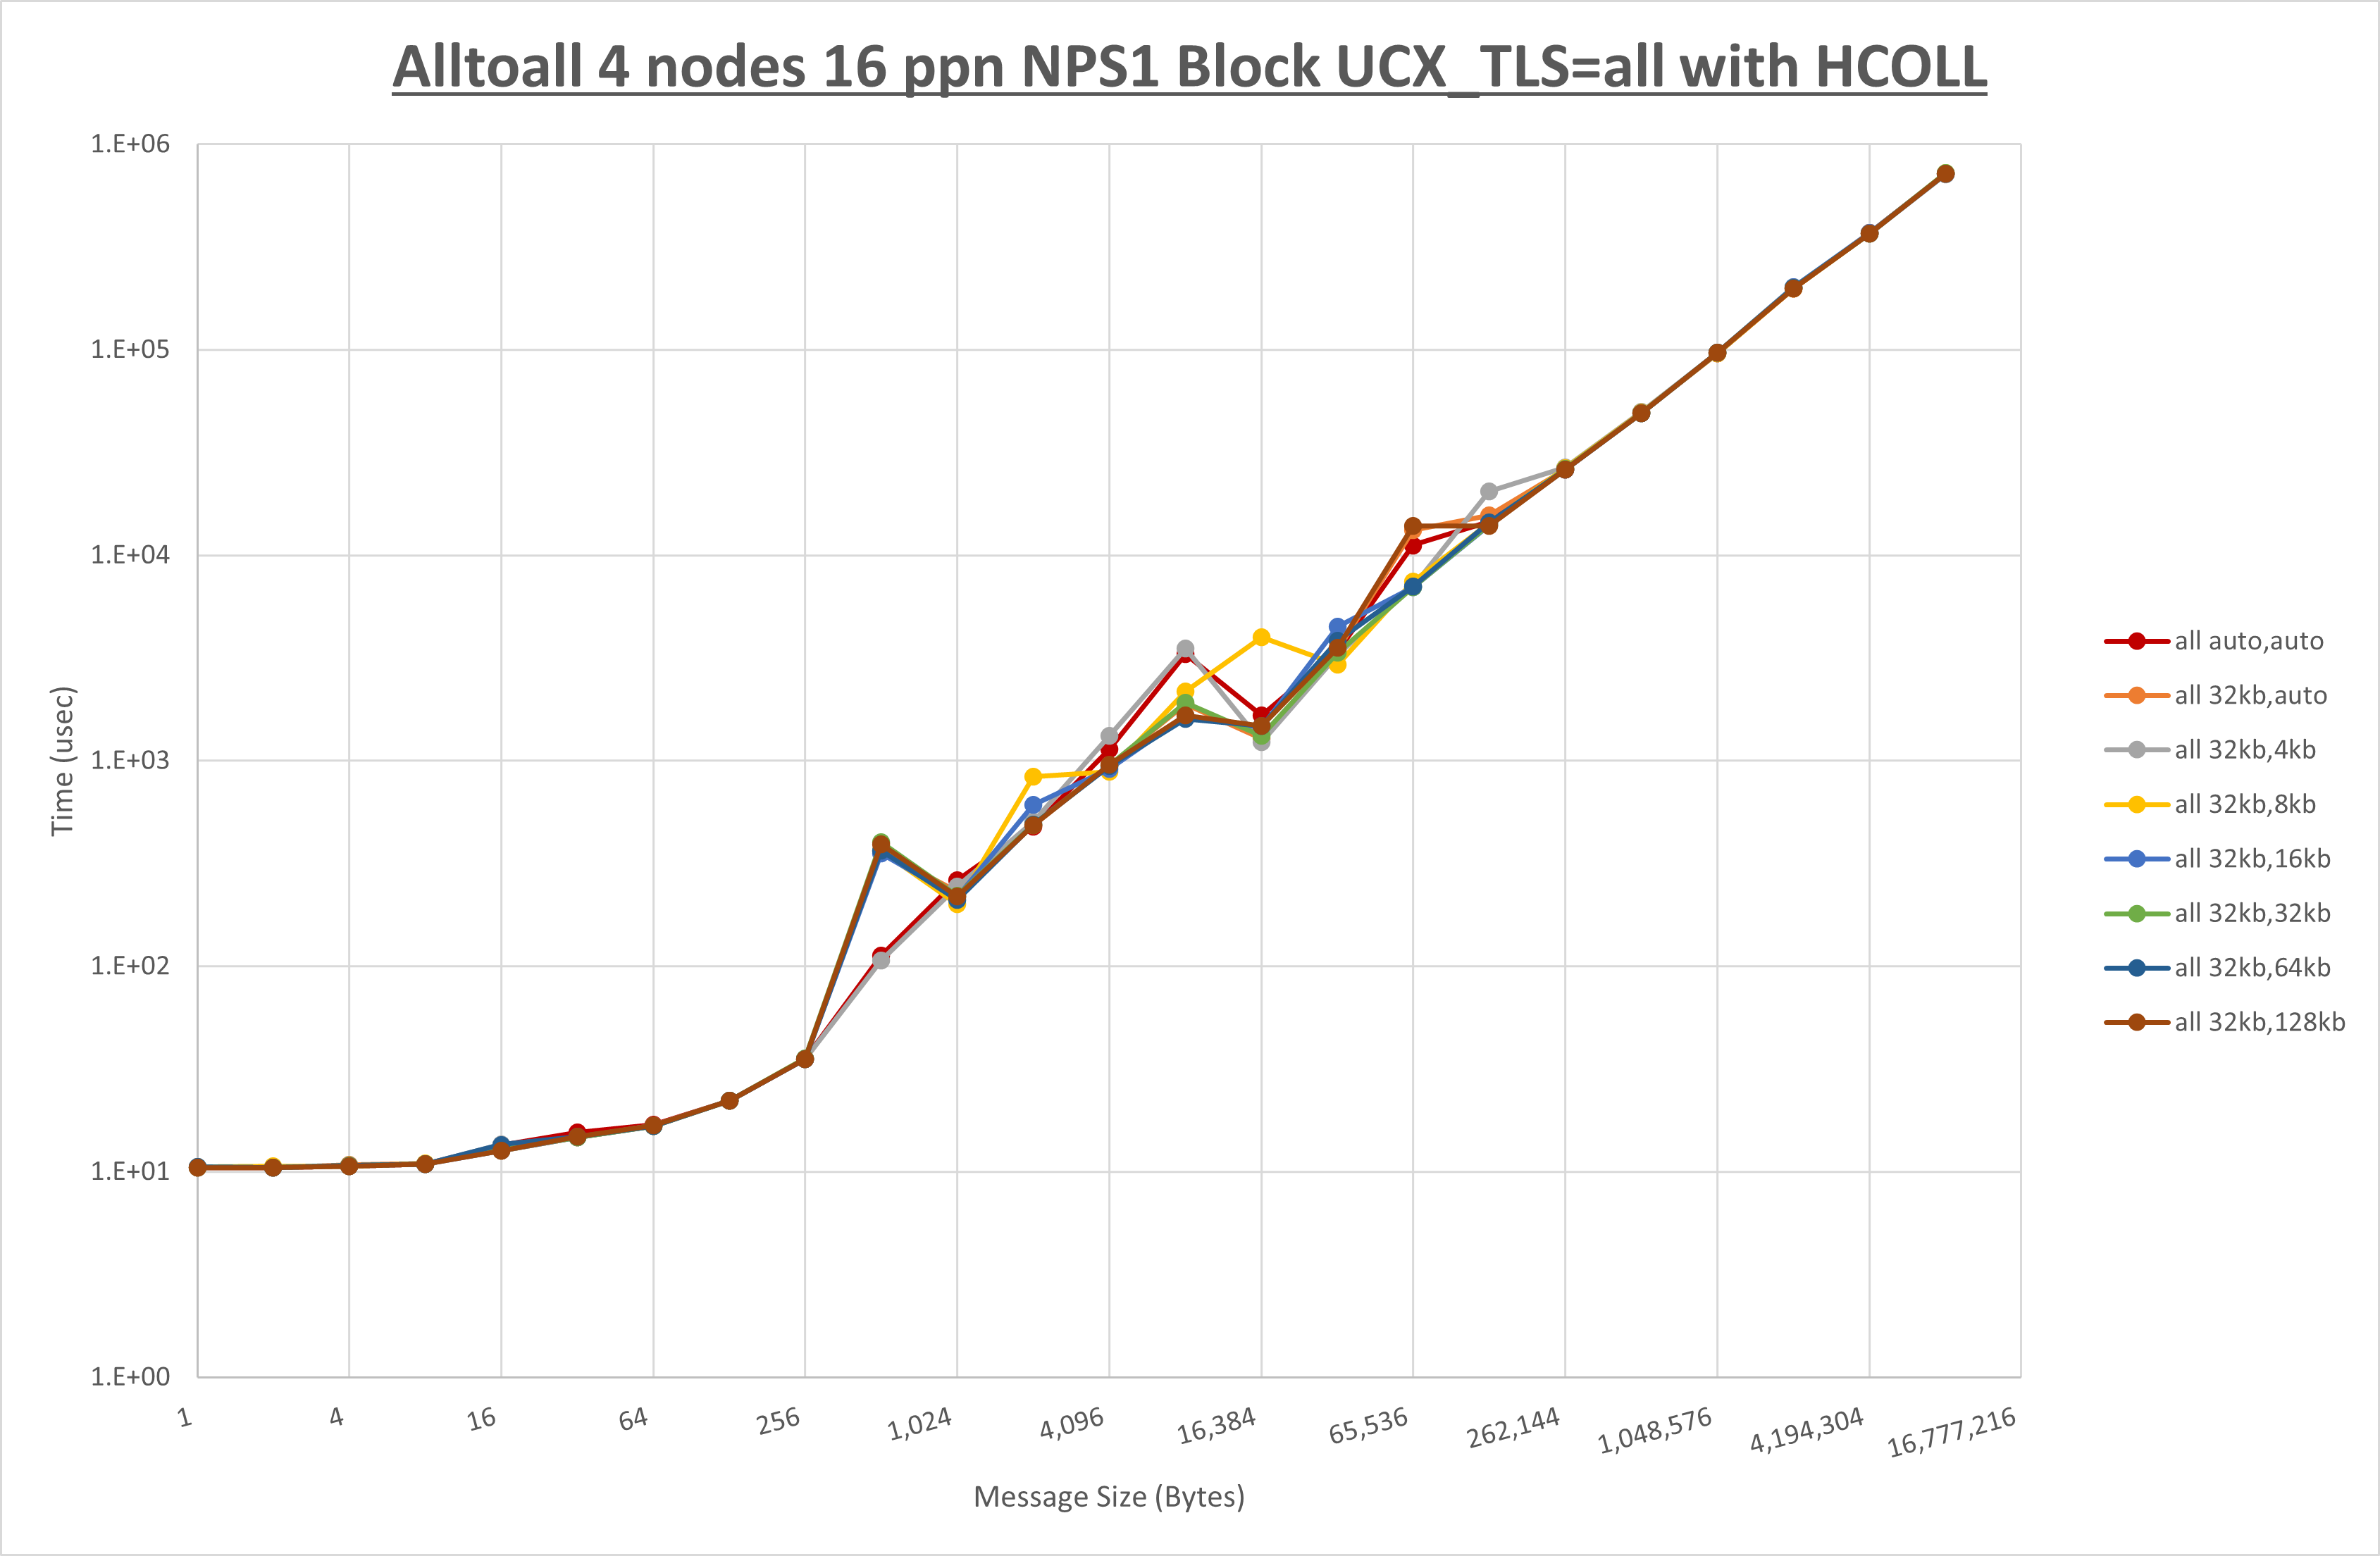 Alltoall 4 nodes 16 ppn NPS1 Block UCX_TLS=all with HCOLL
1.E+06
1.E+05
1.E+04
1.E+03
1.E+02
1.E+01
1.E+00
Time (usec)
1
4
16
64
256
1,024
4,096
16,384
65,536
262,144
1,048,576
4,194,304
16,777,216
Message Size (Bytes)
all auto,auto
all 32kb,auto
all 32kb,4kb
all 32kb,8kb
all 32kb,16kb
all 32kb,32kb
all 32kb,64kb
all 32kb,128kb